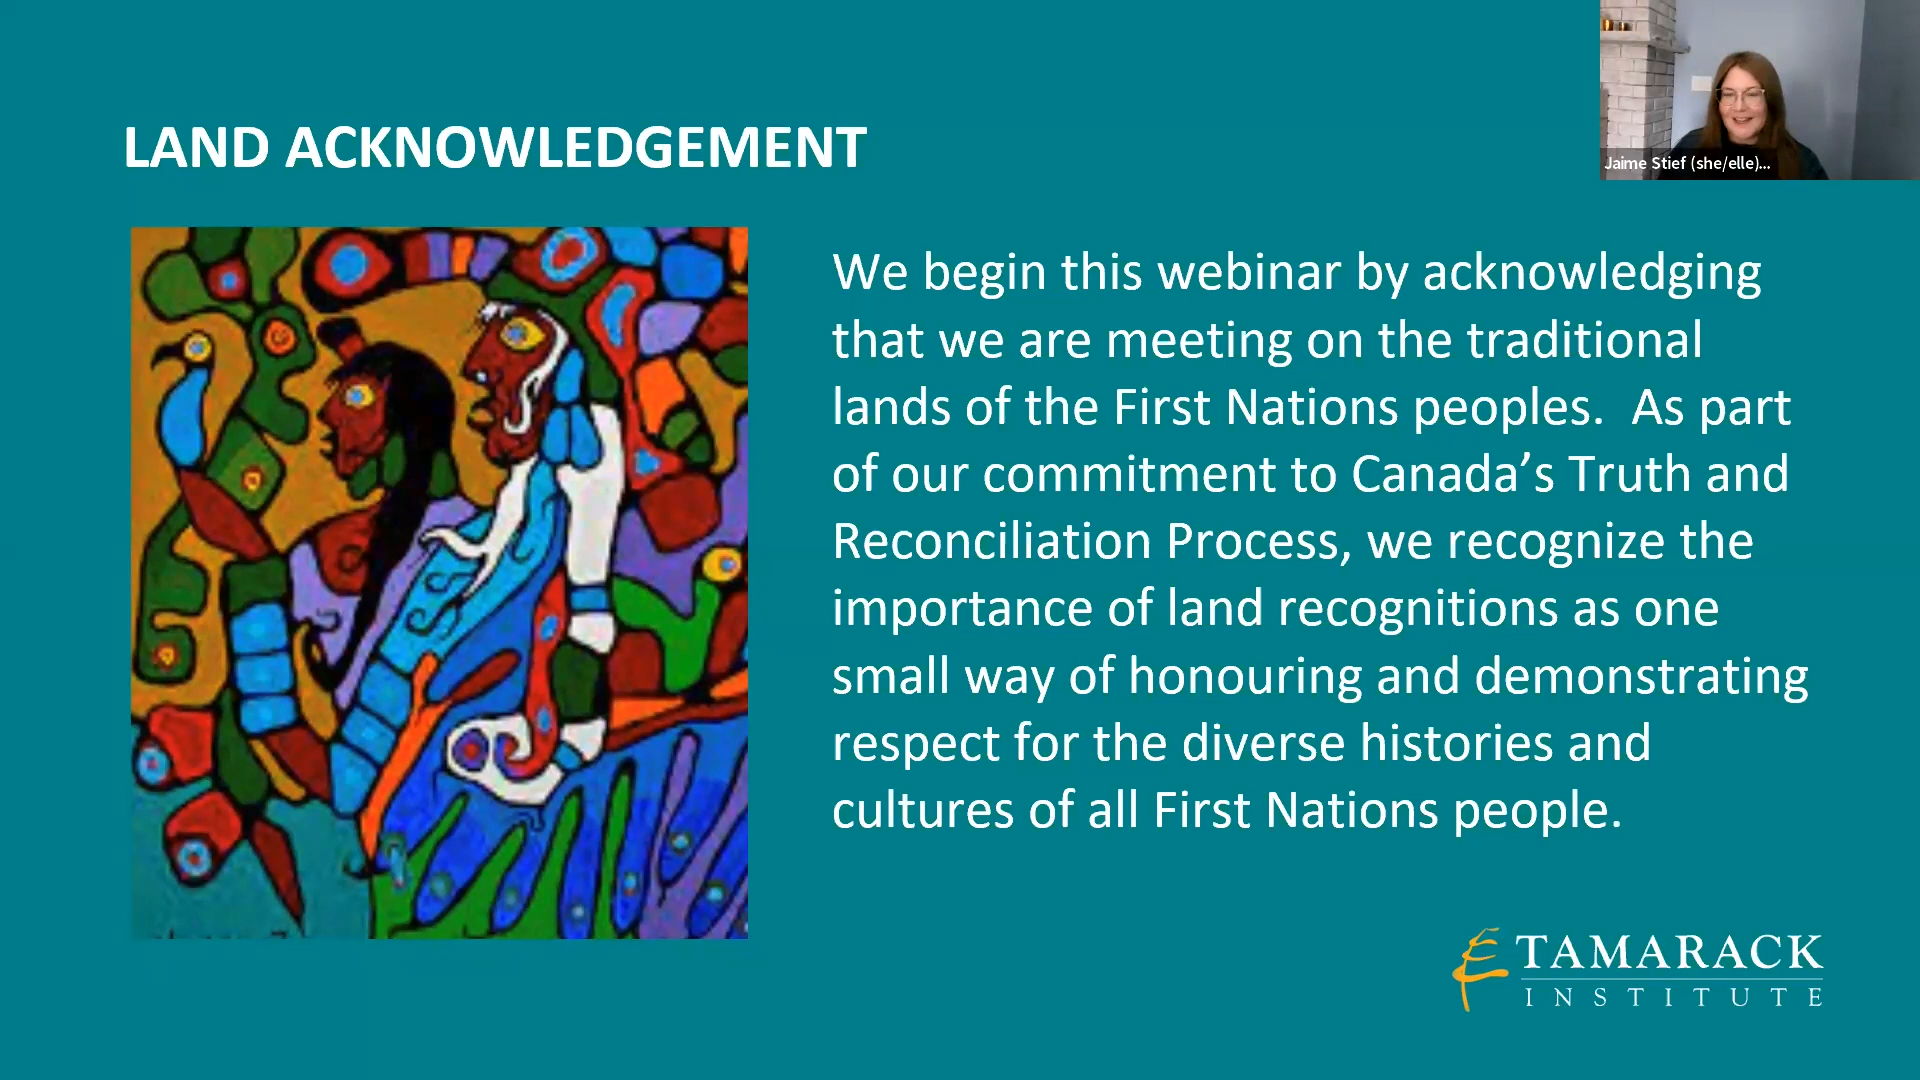 LAND ACKNOWLEDGEMENT
Jaime Stief (she/elle)...
We begin this webinar by acknowledging
that we are meeting on the traditional
lands of the First Nations peoples.  As part
of our commitment to Canada’s Truth and
Reconciliation Process, we recognize the
importance of land recognitions as one
small way of honouring and demonstrating
respect for the diverse histories and
cultures of all First Nations people.
TAMARACK
INSTITUTE